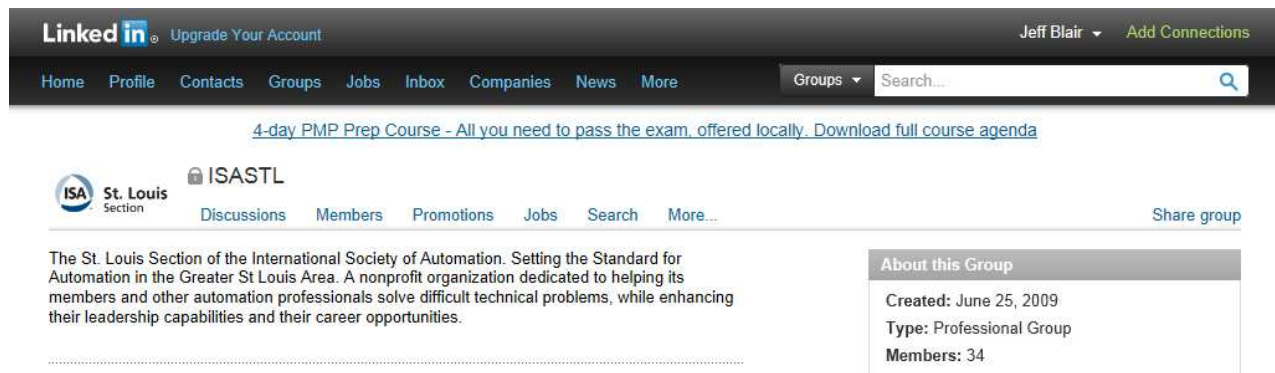 Linked in ® Upgrade Your Account
Jeff Blair Add Connections
Home Profile Contacts Groups Jobs Inbox Companies News More
Groups Search...
4-day PMP Prep Course - All you need to pass the exam, offered locally. Download full course agenda
ISA St. Louis Section
ISASTL
Discussions Members Promotions Jobs Search More...
Share group
The St. Louis Section of the International Society of Automation. Setting the Standard for
Automation in the Greater St Louis Area. A nonprofit organization dedicated to helping its
members and other automation professionals solve difficult technical problems, while enhancing
their leadership capabilities and their career opportunities.
About this Group
Created: June 25, 2009
Type: Professional Group
Members: 34